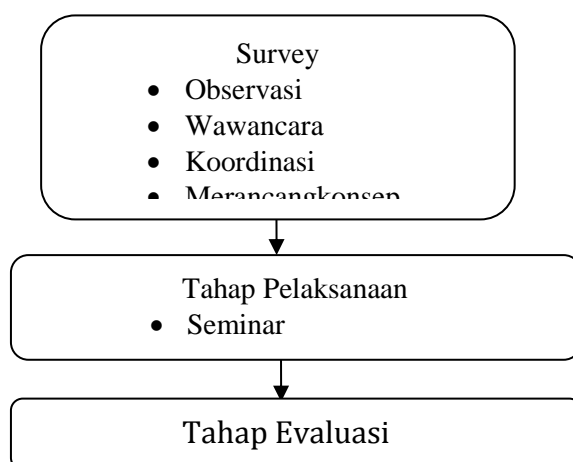 Survey
• Observasi
• Wawancara
• Koordinasi
• Merancangkonsep
Tahap Pelaksanaan
• Seminar
Tahap Evaluasi